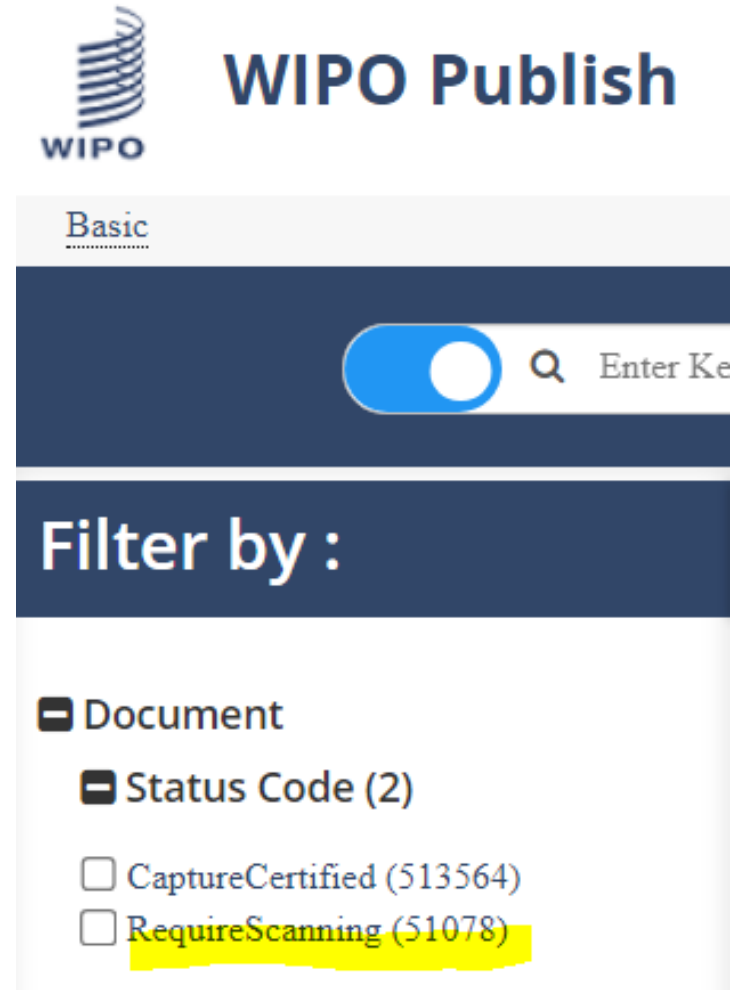 WIPO Publish
WIPO
Basic
Enter Ke
Filter by :
Document
Status Code (2)
CaptureCertified (513564)
RequireScanning (51078)